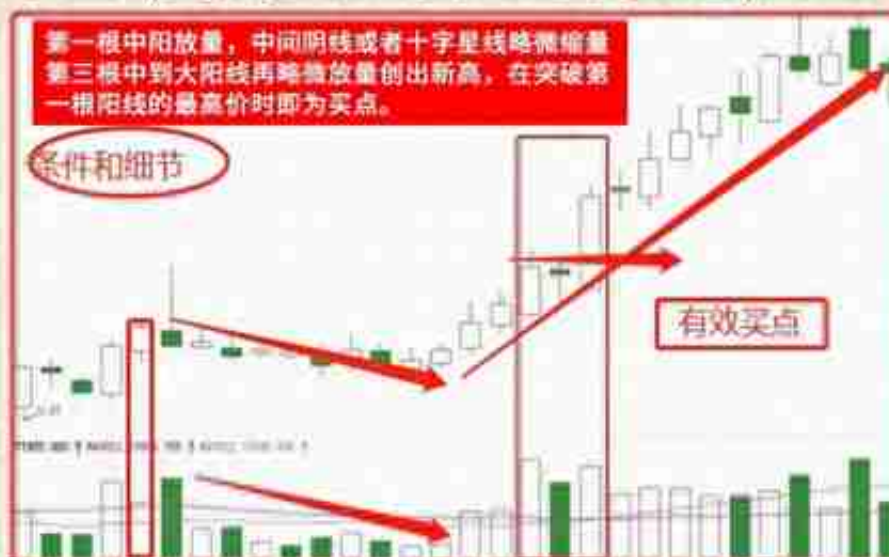 第一根中阳放量，中间阴线或者十字星线略微缩量
第三根中到大阳线再略微放量创出新高，在突破第
一根阳线的最高价时即为买点。
条件和细节
有效买点